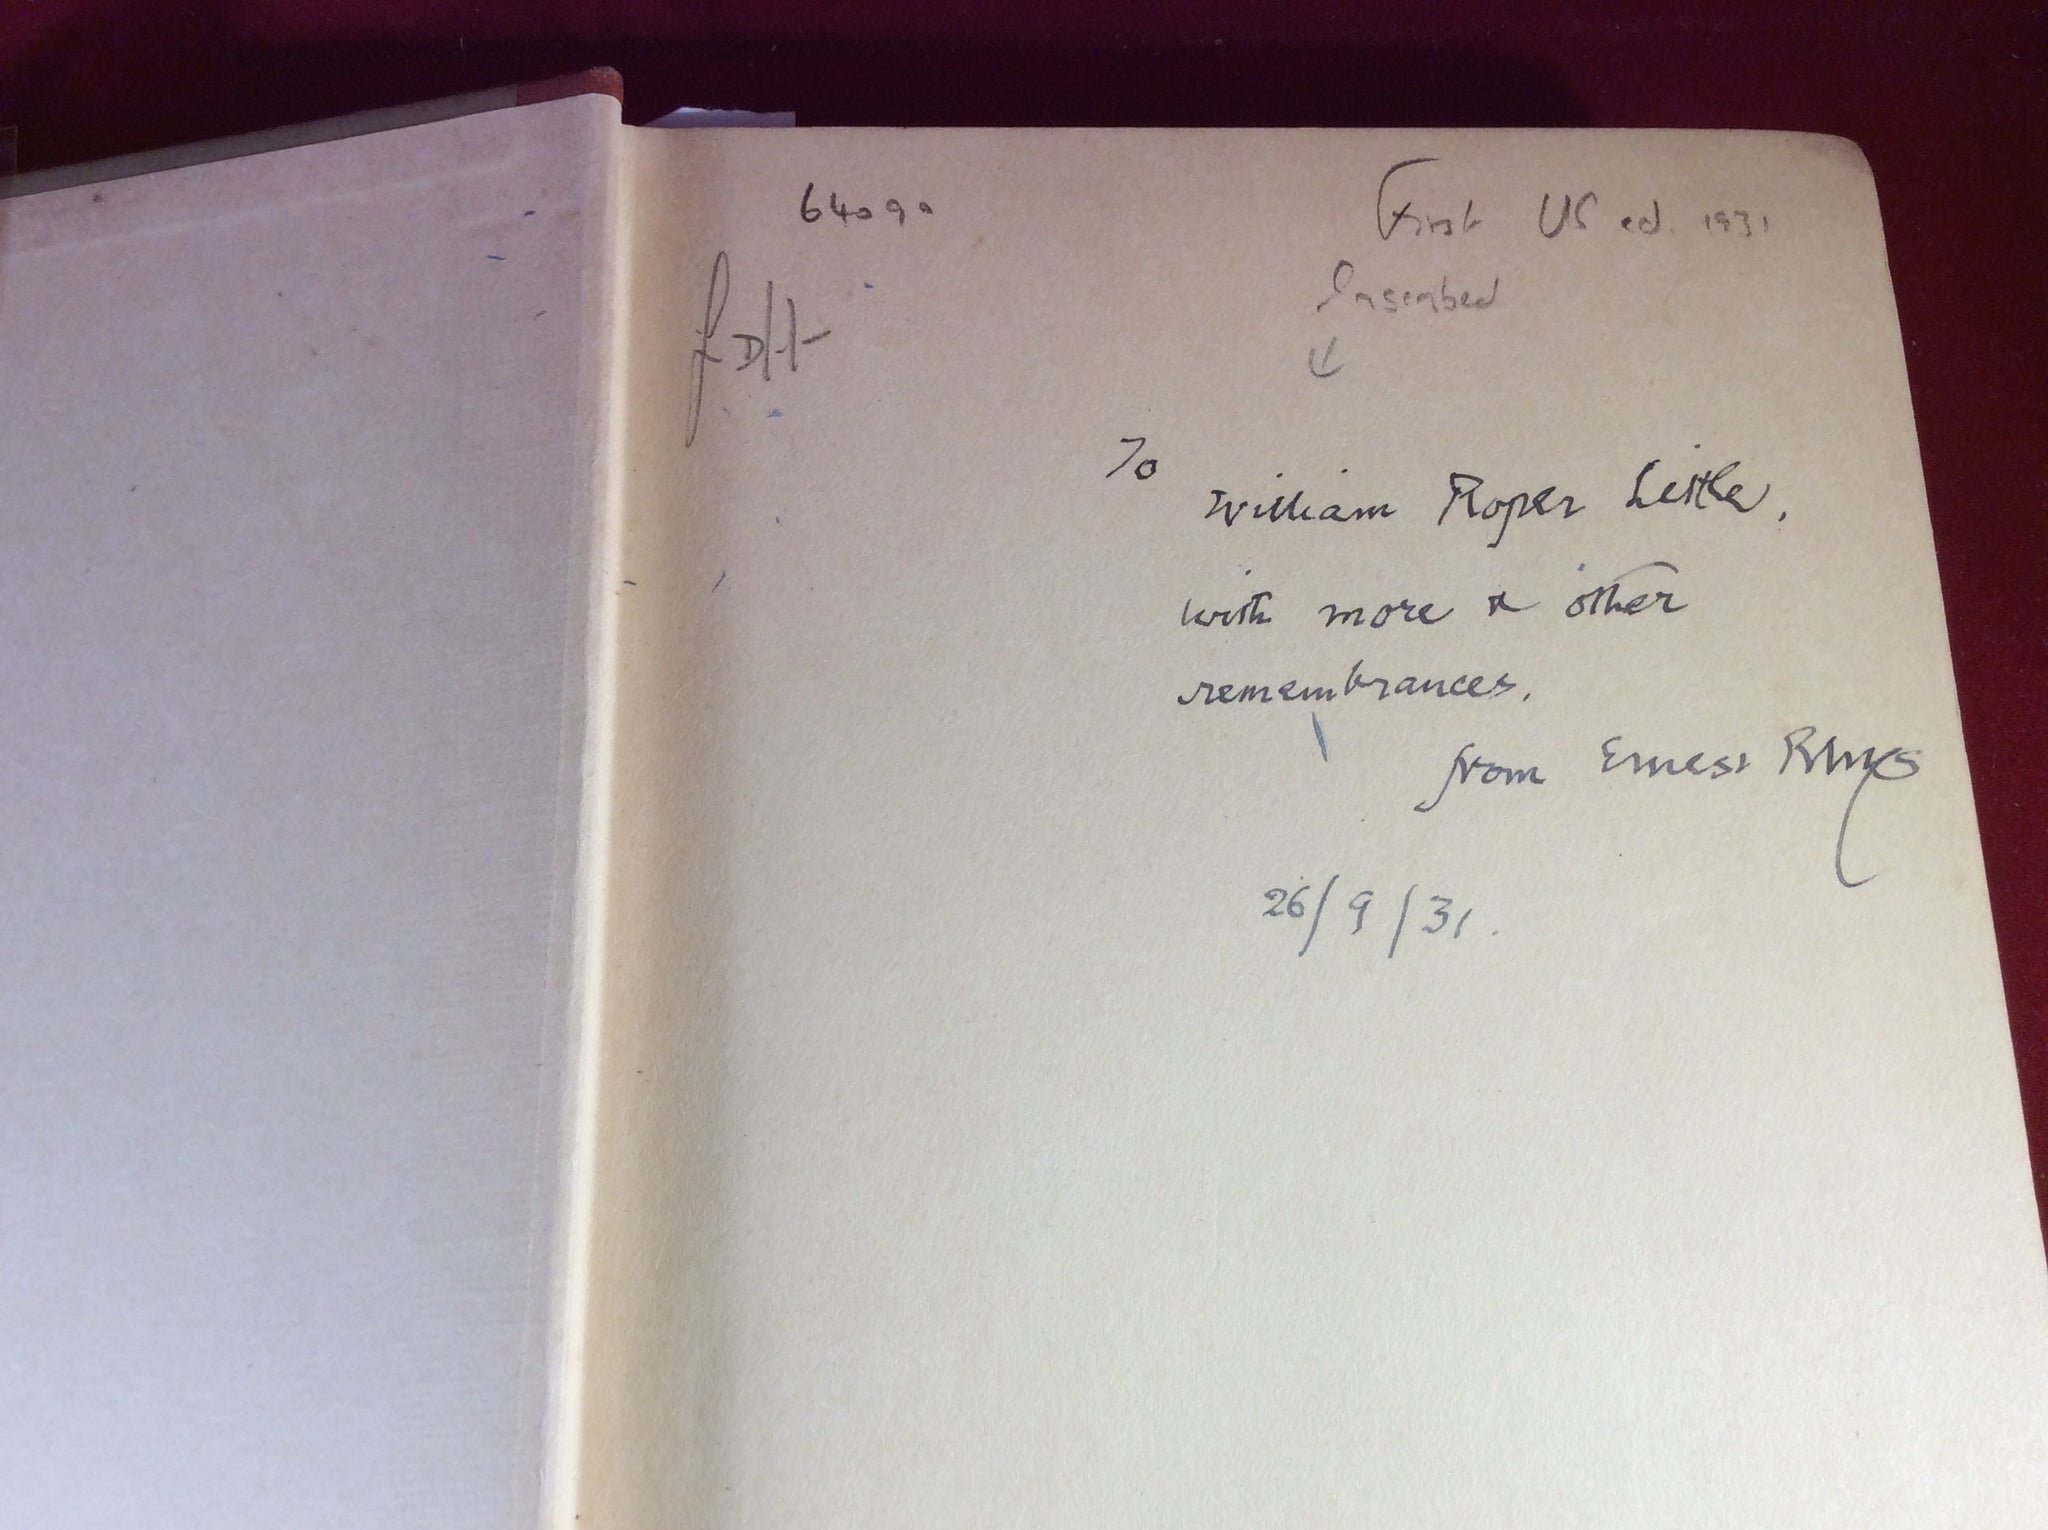 64090
First US ed. 1931
Inscribed
To
William Roper Little,
with more & other
remembrances.
from Ernest Rhys
26/9/31.